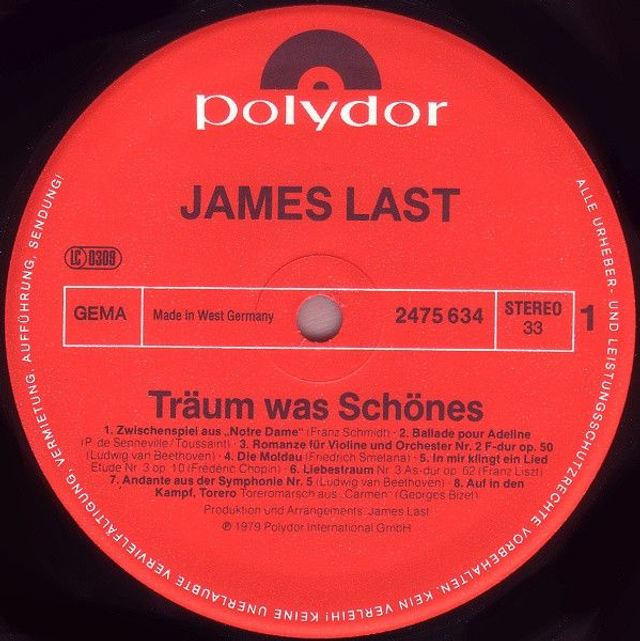 polydor
JAMES LAST
LC 0309
GEMA
Made in West Germany
2475 634
STEREO
33
1
Träum was Schönes
1. Zwischenspiel aus „Notre Dame“ (Franz Schmidt) · 2. Ballade pour Adeline
(P. de Senneville/Toussaint) · 3. Romanze für Violine und Orchester Nr. 2 F-dur op. 50
(Ludwig van Beethoven) · 4. Die Moldau (Friedrich Smetana) · 5. In mir klingt ein Lied
Etude Nr. 3 op. 10 (Frédéric Chopin) · 6. Liebestraum Nr. 3 As-dur op. 62 (Franz Liszt)
7. Andante aus der Symphonie Nr. 5 (Ludwig van Beethoven) · 8. Auf in den
Kampf, Torero Toreromarsch aus „Carmen“ (Georges Bizet)
Produktion und Arrangements: James Last
℗ 1979 Polydor International GmbH
ALLE URHEBER- UND LEISTUNGSSCHUTZRECHTE VORBEHALTEN. KEIN VERLEIH! KEINE UNERLAUBTE VERVIELFÄLTIGUNG, VERMIETUNG, AUFFÜHRUNG, SENDUNG!